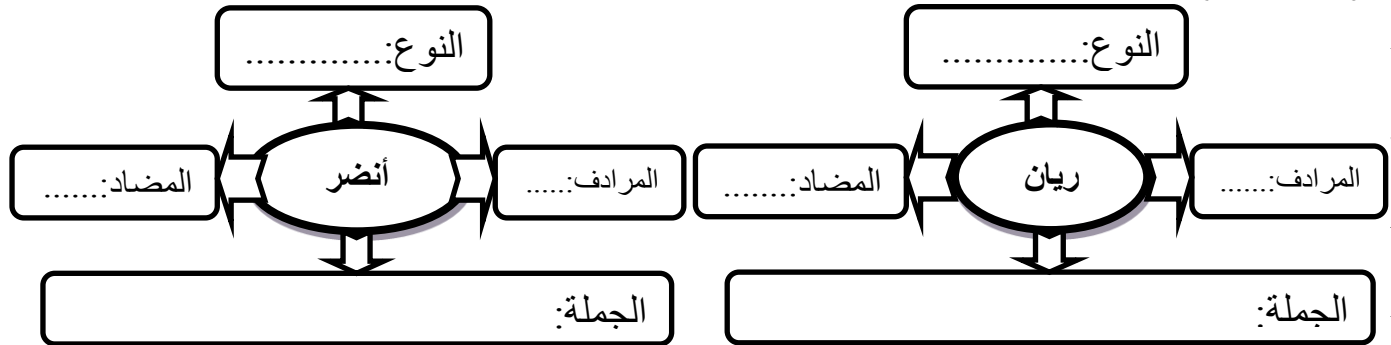 النوع:..............
المرادف:......
ريان
المضاد:.......
الجملة:
النوع:..............
المرادف:.....
أنضر
المضاد:......
الجملة: